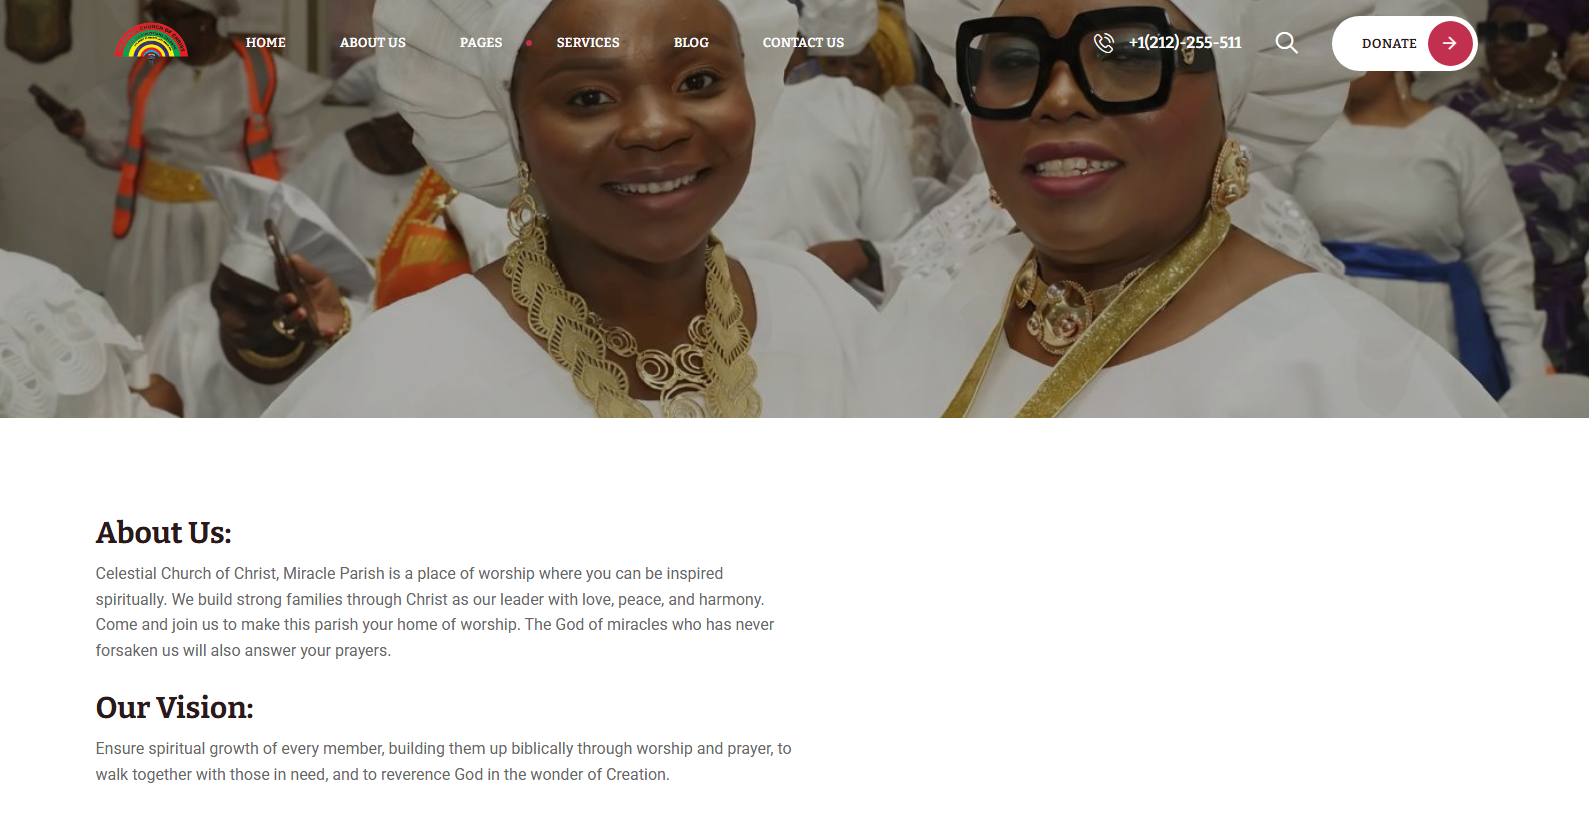 CHURCH OF CHRIST
HOME ABOUT US PAGES SERVICES BLOG CONTACT US +1(212)-255-511 DONATE
About Us:
Celestial Church of Christ, Miracle Parish is a place of worship where you can be inspired
spiritually. We build strong families through Christ as our leader with love, peace, and harmony.
Come and join us to make this parish your home of worship. The God of miracles who has never
forsaken us will also answer your prayers.
Our Vision:
Ensure spiritual growth of every member, building them up biblically through worship and prayer, to
walk together with those in need, and to reverence God in the wonder of Creation.